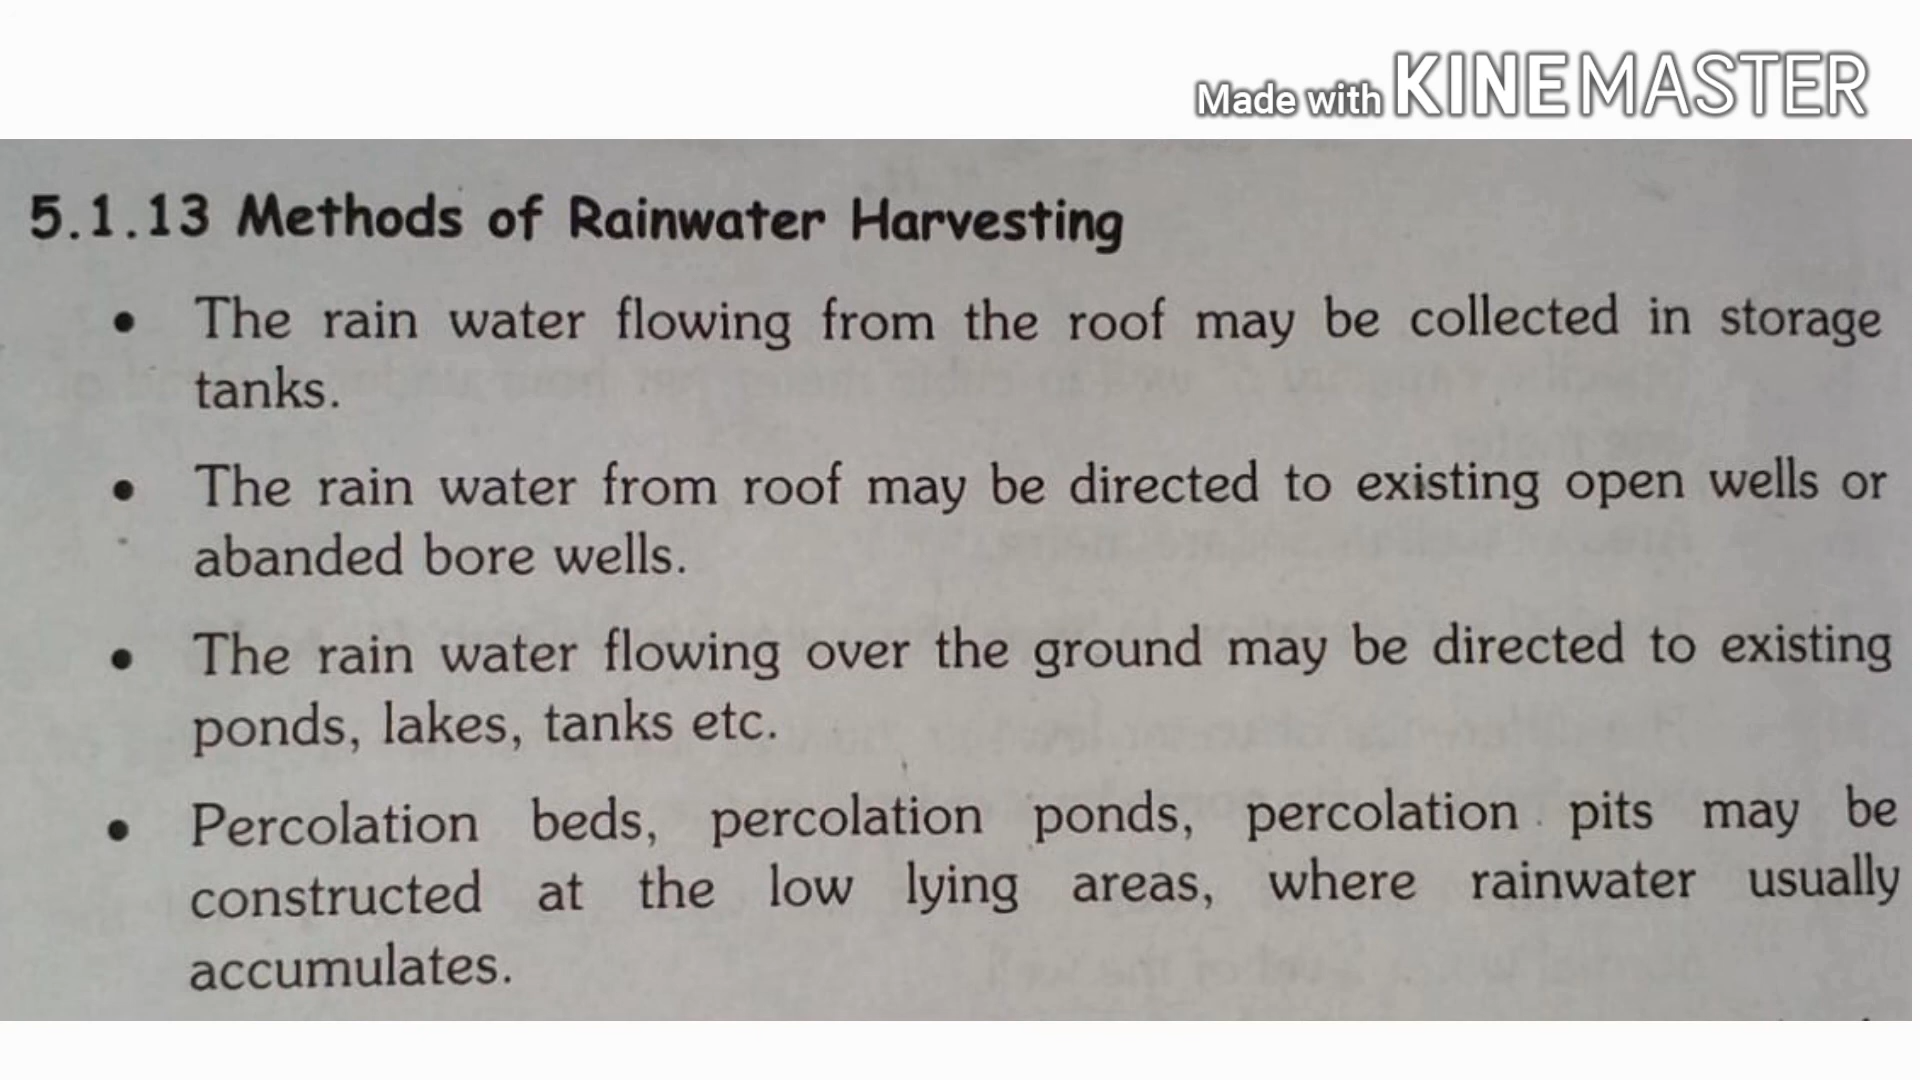 Made with KINEMASTER
5.1.13 Methods of Rainwater Harvesting
• The rain water flowing from the roof may be collected in storage
tanks.
• The rain water from roof may be directed to existing open wells or
abanded bore wells.
• The rain water flowing over the ground may be directed to existing
ponds, lakes, tanks etc.
• Percolation beds, percolation ponds, percolation pits may be
constructed at the low lying areas, where rainwater usually
accumulates.